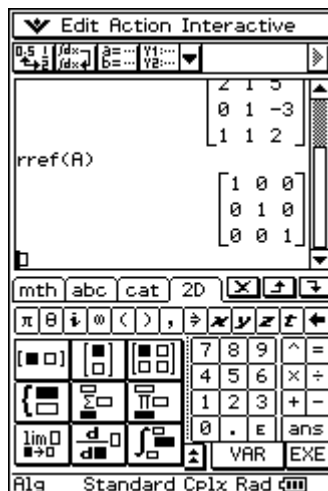 Edit Action Interactive
2 1 5
0 1 -3
1 1 2
rref(A)
1 0 0
0 1 0
0 0 1
mth abc cat 2D
π θ i ∞ ( ) , ⇒ x y z t ←
7 8 9 ^ =
4 5 6 × ÷
1 2 3 + -
0 . E ans
VAR EXE
Σ Π
lim d/d ∫
Alg Standard Cplx Rad